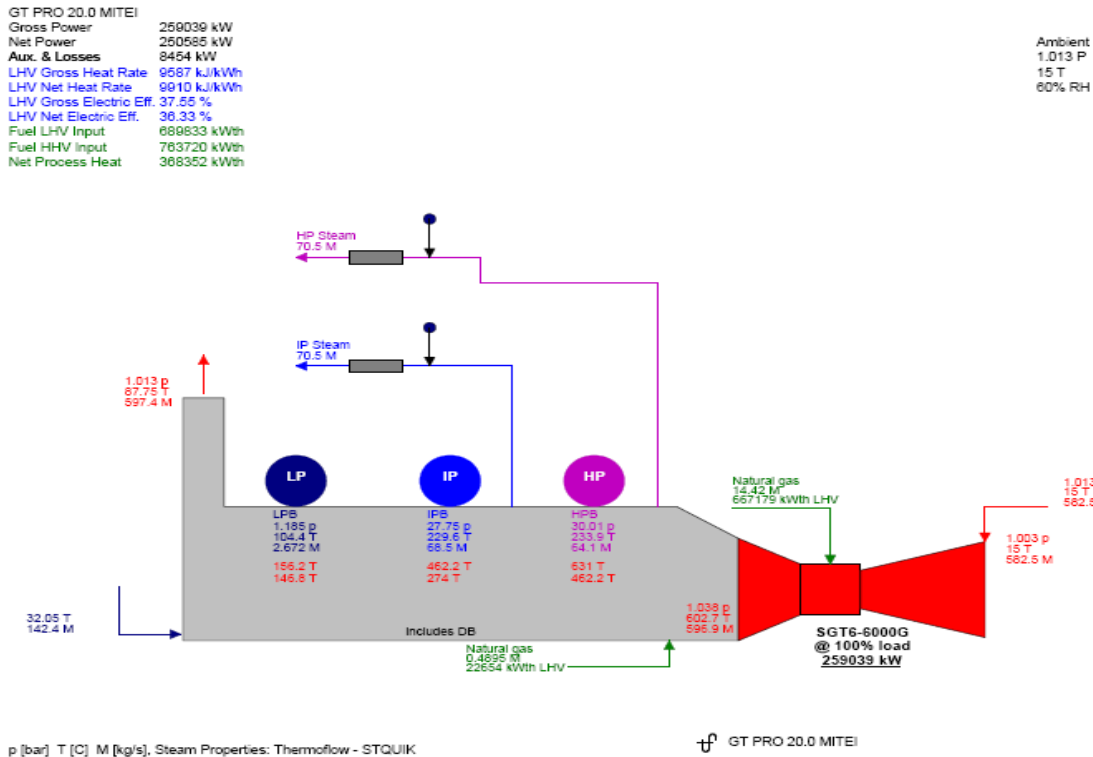 GT PRO 20.0 MITEI
Gross Power 259039 kW
Net Power 250585 kW
Aux. & Losses 8454 kW
LHV Gross Heat Rate 9587 kJ/kWh
LHV Net Heat Rate 9910 kJ/kWh
LHV Gross Electric Eff. 37.55 %
LHV Net Electric Eff. 36.33 %
Fuel LHV Input 689833 kWth
Fuel HHV Input 763720 kWth
Net Process Heat 368352 kWth
Ambient
1.013 P
15 T
60% RH
HP Steam
70.5 M
IP Steam
70.5 M
1.013 p
87.75 T
597.4 M
LP
IP
HP
LPB
1.185 p
104.4 T
2.672 M
156.2 T
146.8 T
IPB
27.75 p
229.6 T
68.5 M
462.2 T
274 T
HPB
30.01 p
233.9 T
64.1 M
631 T
462.2 T
Natural gas
14.42 M
667179 kWth LHV
1.013
15 T
582.5
1.003 p
15 T
582.5 M
32.05 T
142.4 M
Includes DB
1.038 p
602.7 T
596.9 M
SGT6-6000G
@ 100% load
259039 kW
Natural gas
0.4895 M
22654 kWth LHV
p [bar] T [C] M [kg/s], Steam Properties: Thermoflow - STQUIK
GT PRO 20.0 MITEI